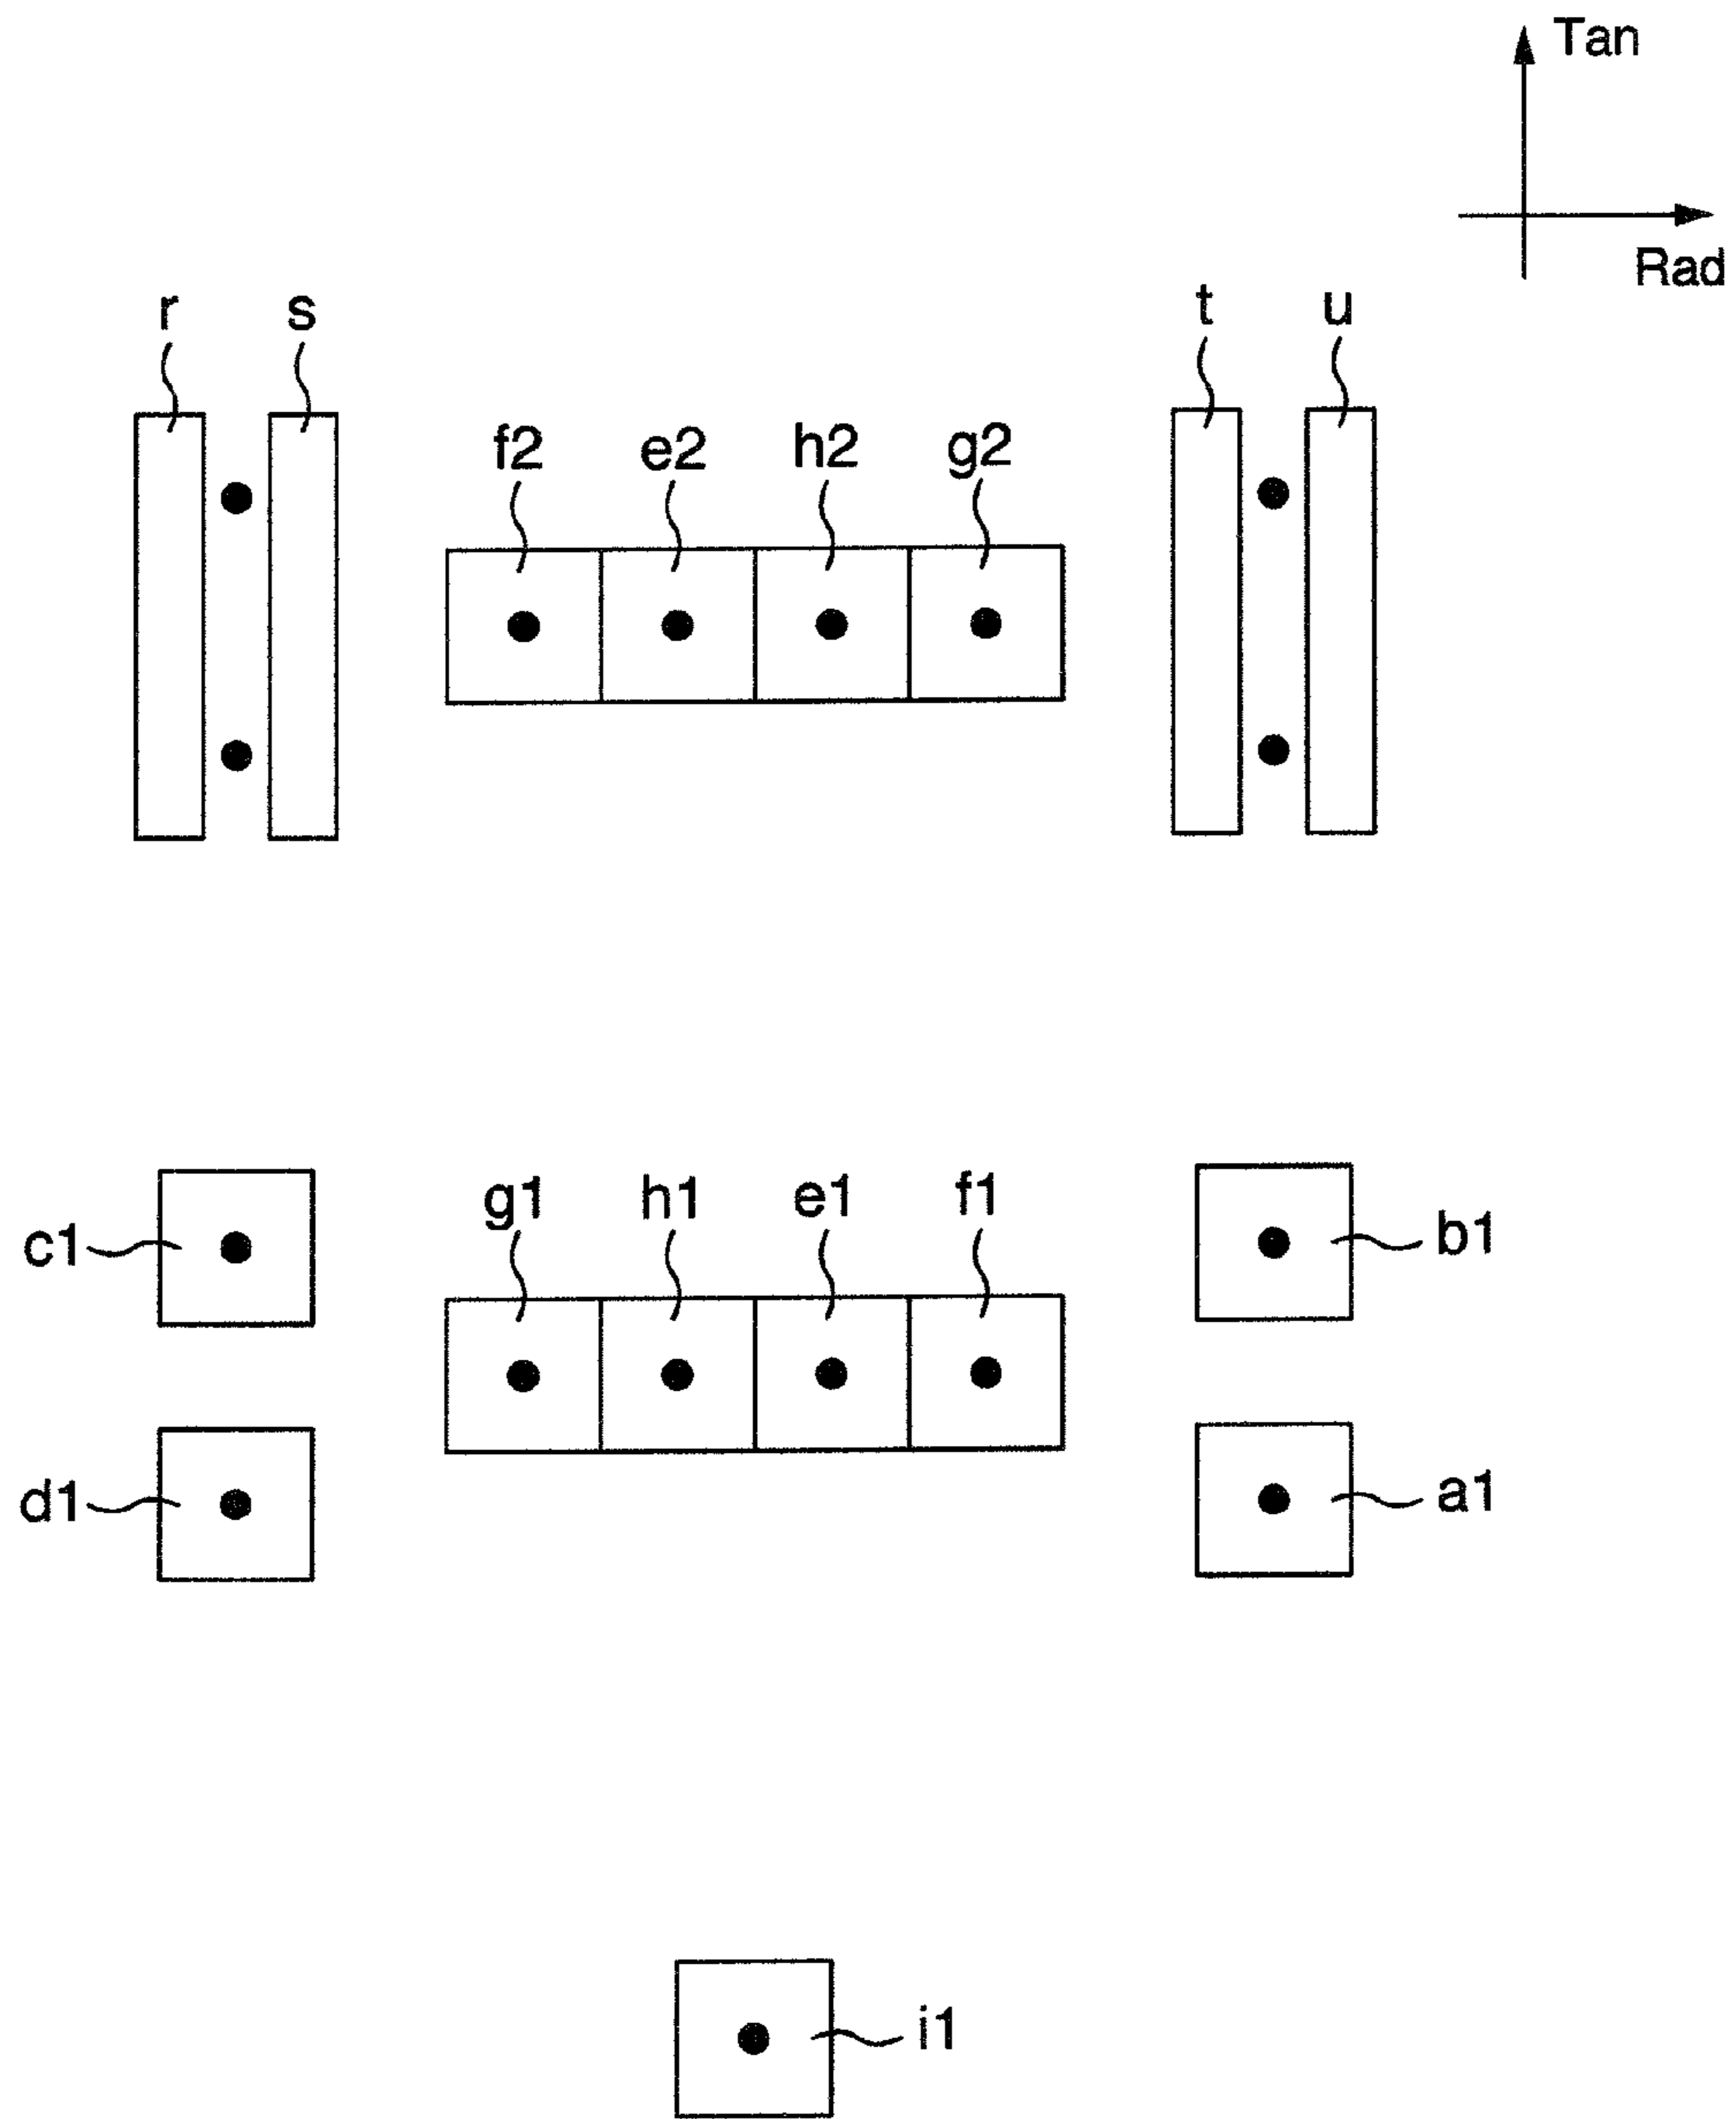 Tan
Rad
r s t u
f2 e2 h2 g2
g1 h1 e1 f1
c1 b1
d1 a1
i1